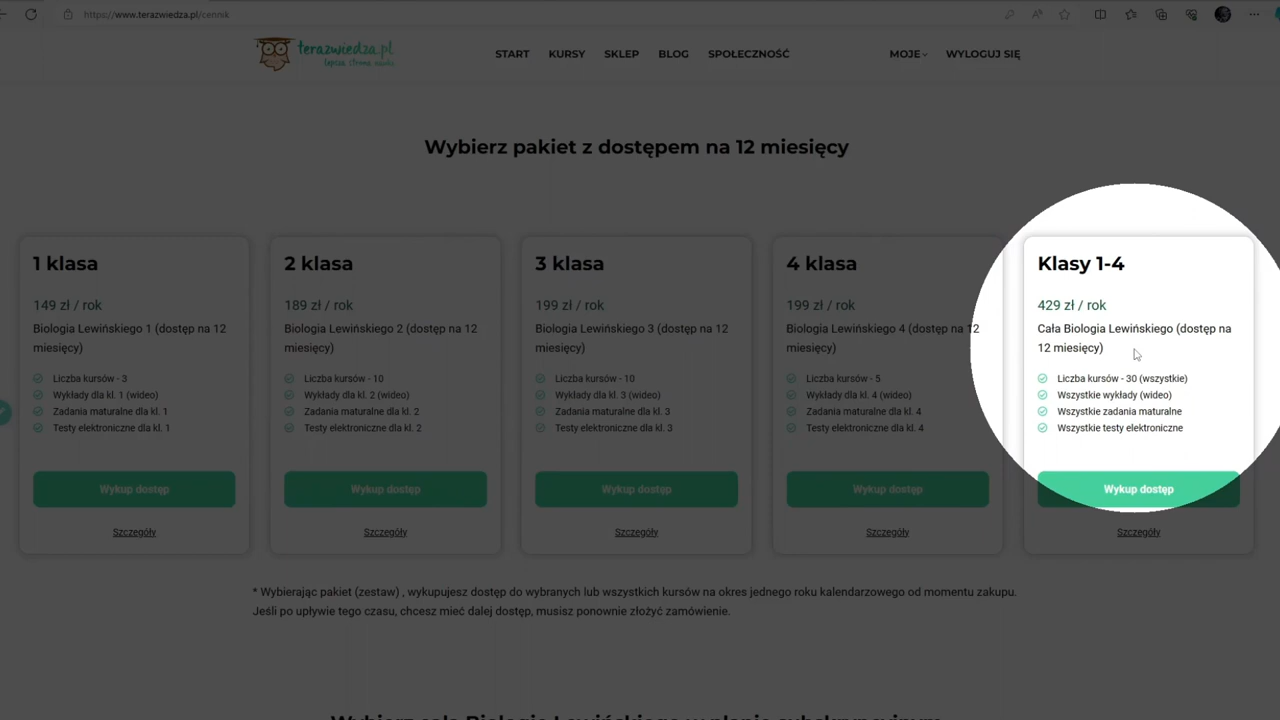 https://www.terazwiedza.pl/cennik
terazwiedza.pl
lepsza strona nauki
START KURSY SKLEP BLOG SPOŁECZNOŚĆ MOJE WYLOGUJ SIĘ
Wybierz pakiet z dostępem na 12 miesięcy
1 klasa
149 zł / rok
Biologia Lewińskiego 1 (dostęp na 12
miesięcy)
Liczba kursów - 3
Wykłady dla kl. 1 (wideo)
Zadania maturalne dla kl. 1
Testy elektroniczne dla kl. 1
Wykup dostęp
Szczegóły
2 klasa
189 zł / rok
Biologia Lewińskiego 2 (dostęp na 12
miesięcy)
Liczba kursów - 10
Wykłady dla kl. 2 (wideo)
Zadania maturalne dla kl. 2
Testy elektroniczne dla kl. 2
Wykup dostęp
Szczegóły
3 klasa
199 zł / rok
Biologia Lewińskiego 3 (dostęp na 12
miesięcy)
Liczba kursów - 10
Wykłady dla kl. 3 (wideo)
Zadania maturalne dla kl. 3
Testy elektroniczne dla kl. 3
Wykup dostęp
Szczegóły
4 klasa
199 zł / rok
Biologia Lewińskiego 4 (dostęp na 12
miesięcy)
Liczba kursów - 5
Wykłady dla kl. 4 (wideo)
Zadania maturalne dla kl. 4
Testy elektroniczne dla kl. 4
Wykup dostęp
Szczegóły
Klasy 1-4
429 zł / rok
Cała Biologia Lewińskiego (dostęp na
12 miesięcy)
Liczba kursów - 30 (wszystkie)
Wszystkie wykłady (wideo)
Wszystkie zadania maturalne
Wszystkie testy elektroniczne
Wykup dostęp
Szczegóły
* Wybierając pakiet (zestaw) , wykupujesz dostęp do wybranych lub wszystkich kursów na okres jednego roku kalendarzowego od momentu zakupu.
Jeśli po upływie tego czasu, chcesz mieć dalej dostęp, musisz ponownie złożyć zamówienie.
Wybierz całą Biologię Lewińskiego w planie subskrypcyjnym